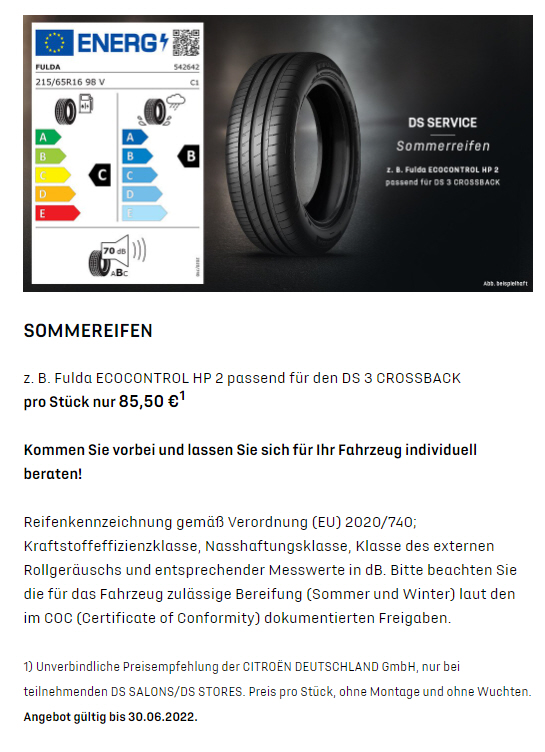 ENERG
FULDA
542642
215/65R16 98 V
C1
A
B
C
D
E
C
A
B
C
D
E
B
70 dB
ABC
2020/740
DS SERVICE
Sommerreifen
z. B. Fulda ECOCONTROL HP 2
passend für DS 3 CROSSBACK
Abb. beispielhaft
SOMMEREIFEN
z. B. Fulda ECOCONTROL HP 2 passend für den DS 3 CROSSBACK
pro Stück nur 85,50 €1
Kommen Sie vorbei und lassen Sie sich für Ihr Fahrzeug individuell
beraten!
Reifenkennzeichnung gemäß Verordnung (EU) 2020/740;
Kraftstoffeffizienzklasse, Nasshaftungsklasse, Klasse des externen
Rollgeräuschs und entsprechender Messwerte in dB. Bitte beachten Sie
die für das Fahrzeug zulässige Bereifung (Sommer und Winter) laut den
im COC (Certificate of Conformity) dokumentierten Freigaben.
1) Unverbindliche Preisempfehlung der CITROËN DEUTSCHLAND GmbH, nur bei
teilnehmenden DS SALONS/DS STORES. Preis pro Stück, ohne Montage und ohne Wuchten.
Angebot gültig bis 30.06.2022.